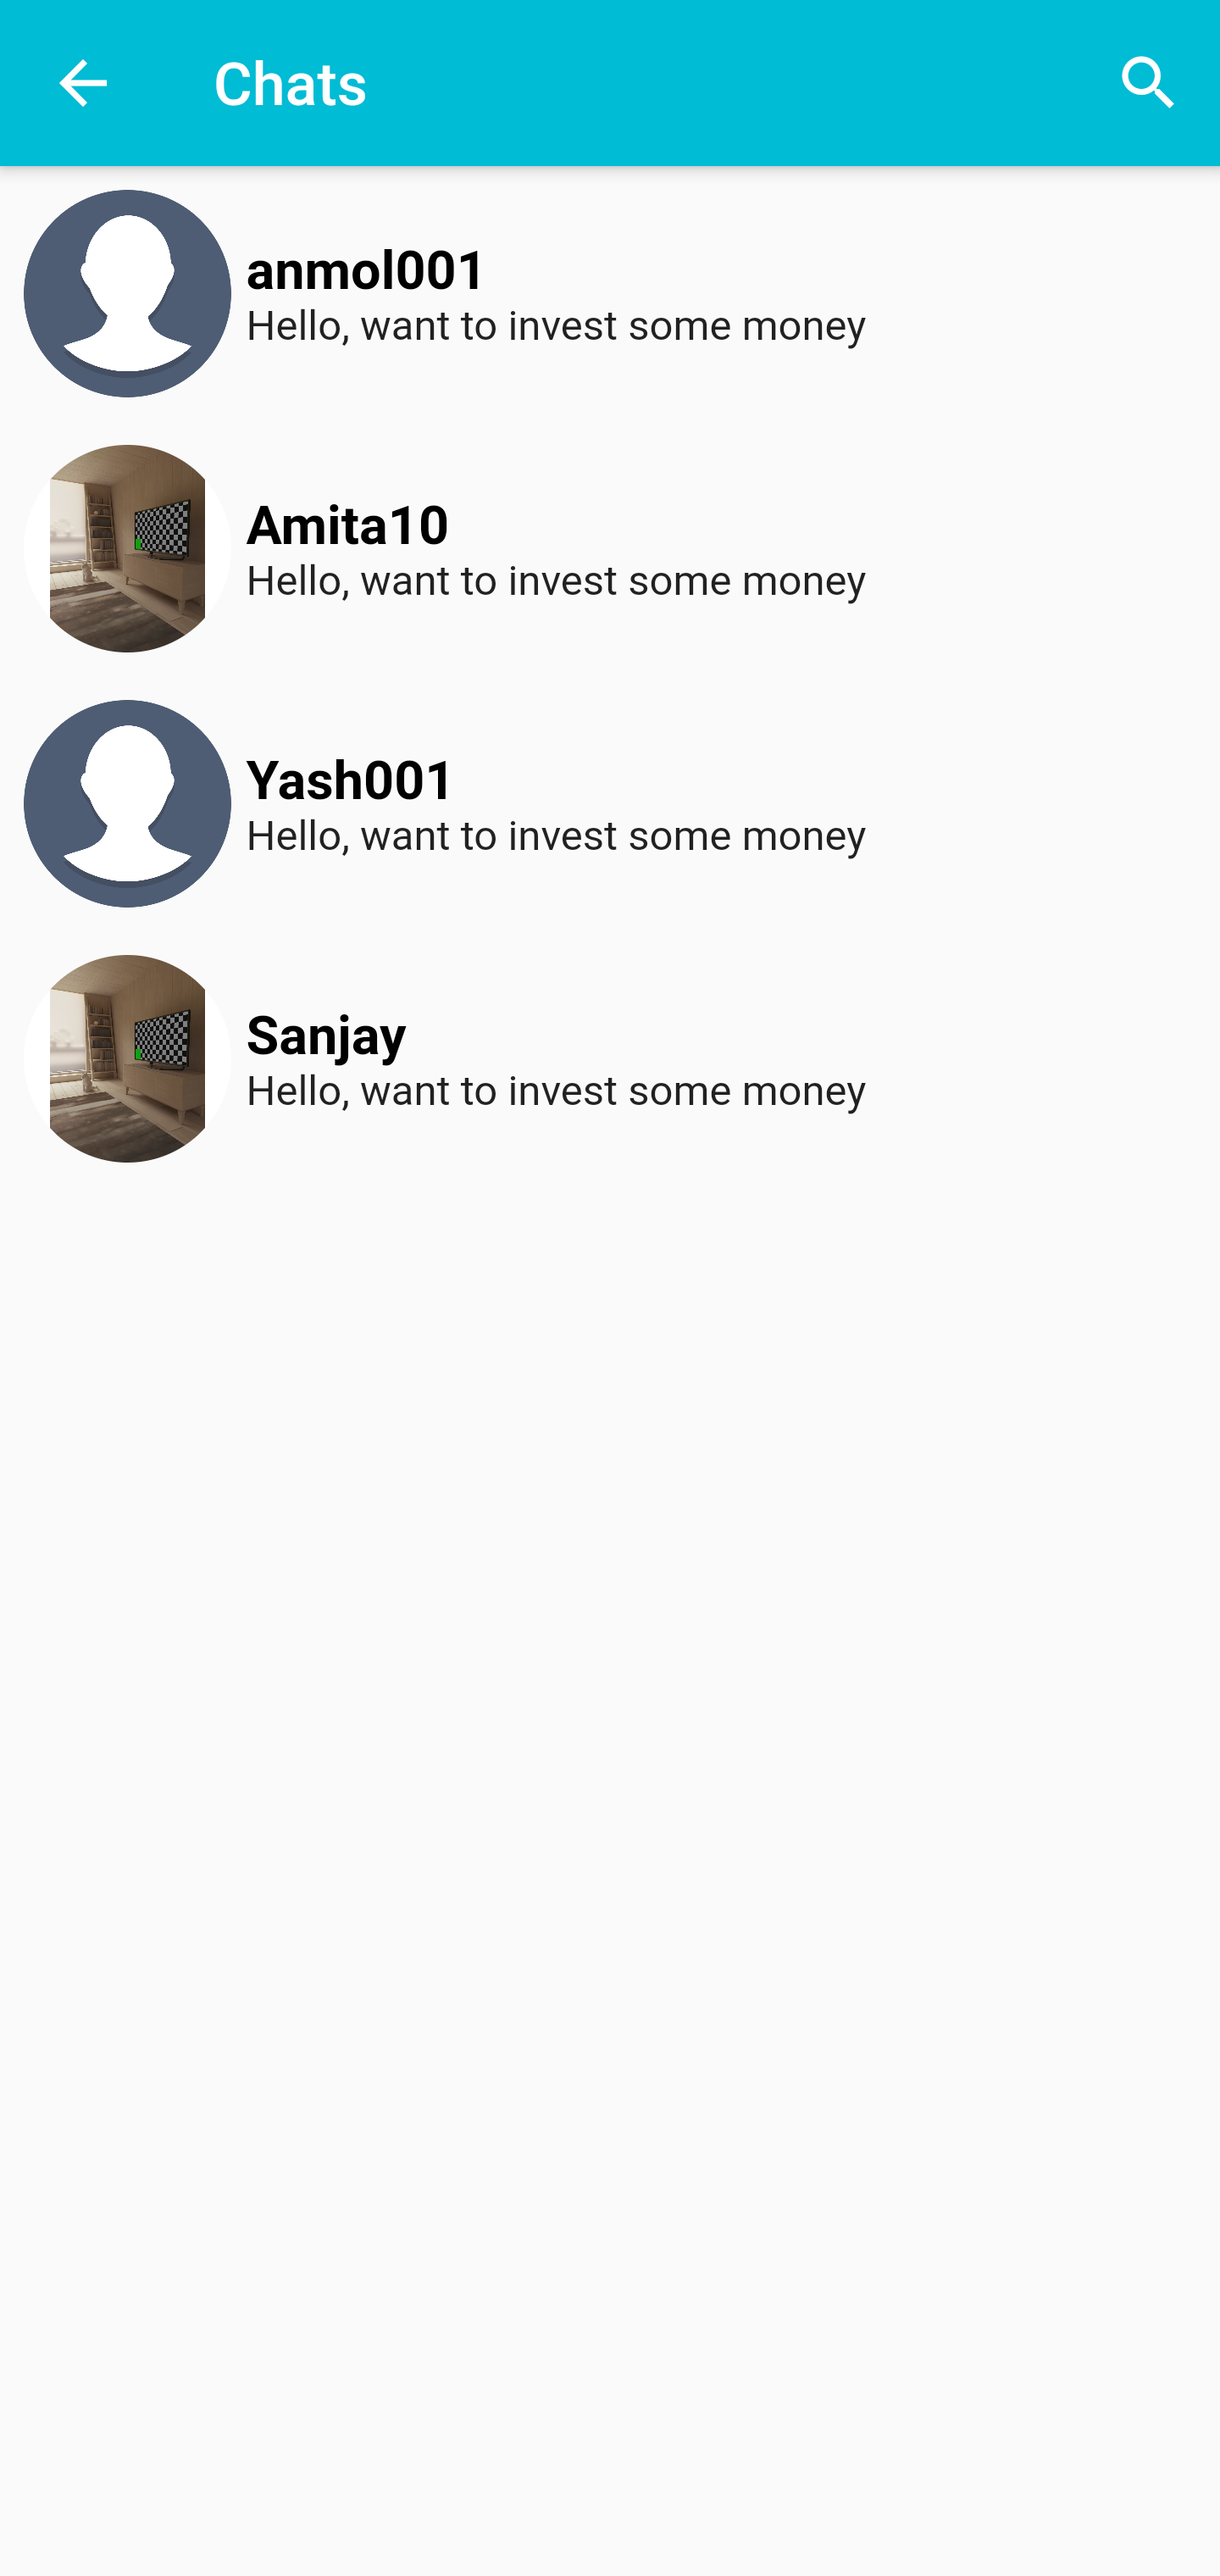 Chats
anmol001
Hello, want to invest some money
Amita10
Hello, want to invest some money
Yash001
Hello, want to invest some money
Sanjay
Hello, want to invest some money